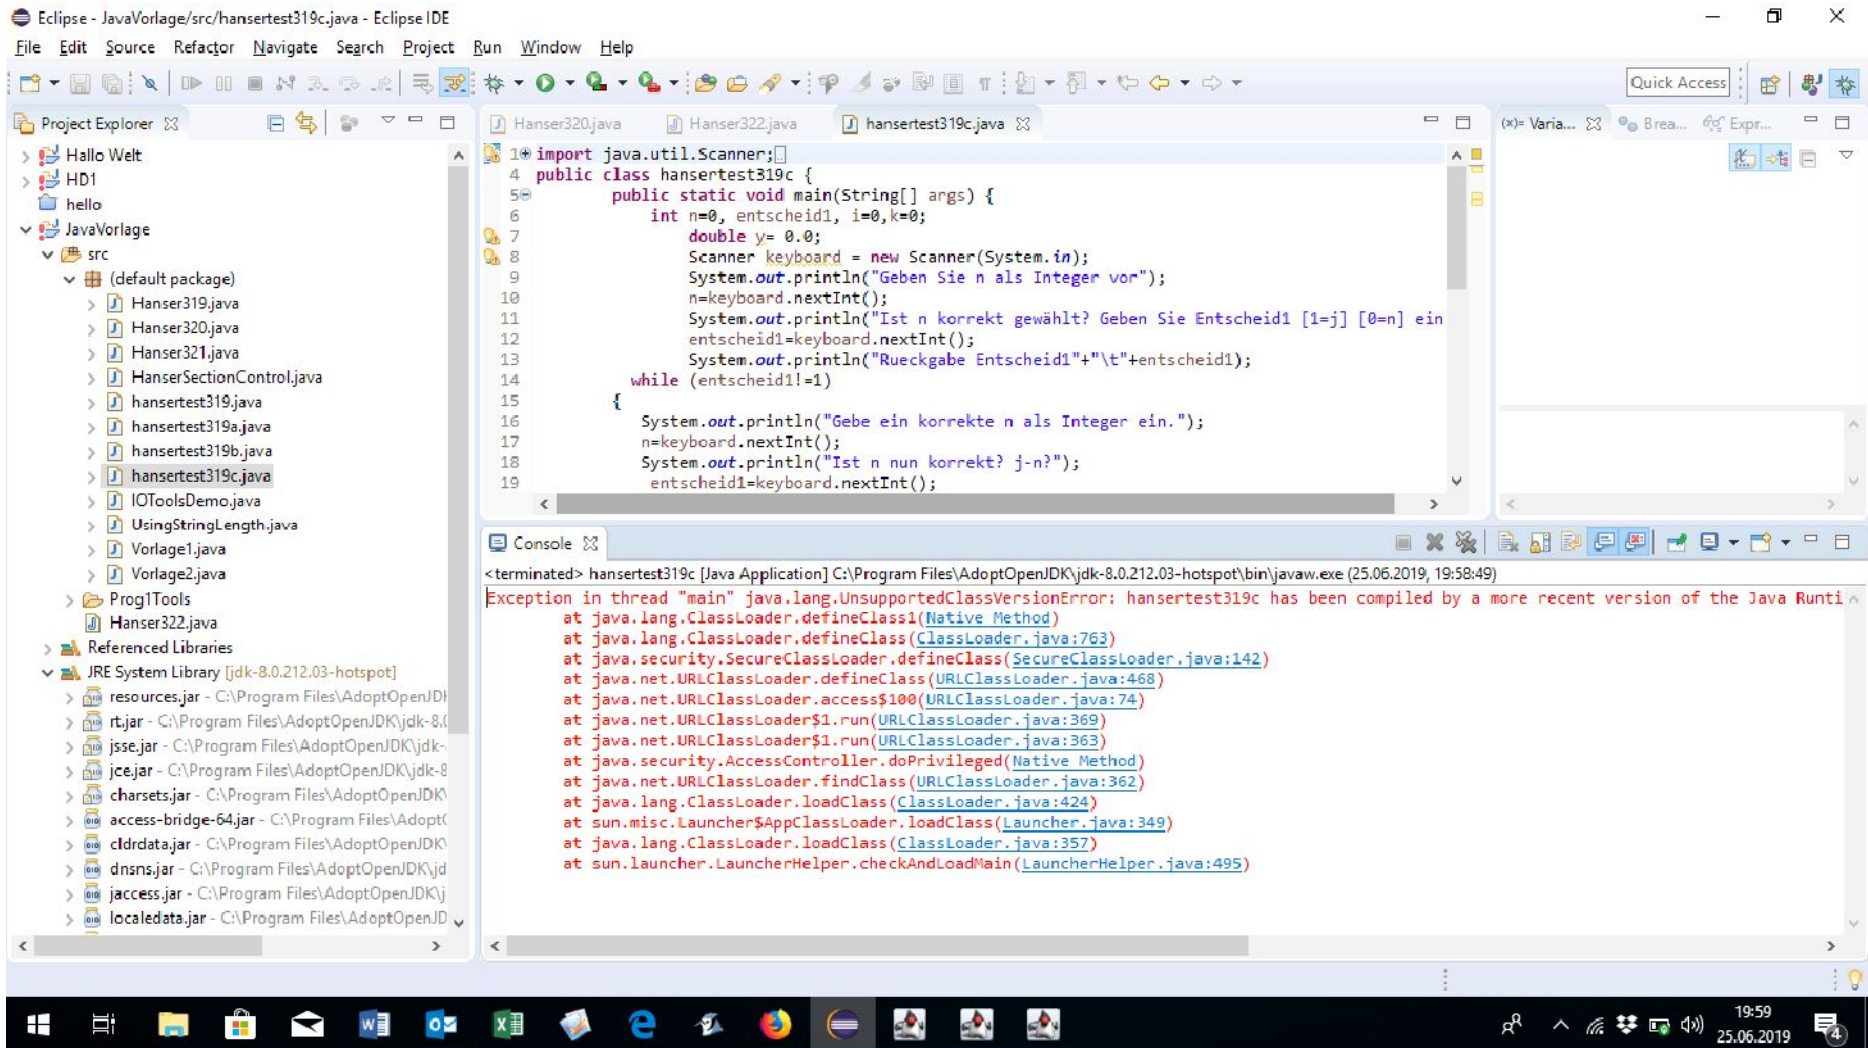 Eclipse - JavaVorlage/src/hansertest319c.java - Eclipse IDE
File Edit Source Refactor Navigate Search Project Run Window Help
Quick Access
Project Explorer
Hallo Welt
HD1
hello
JavaVorlage
src
(default package)
Hanser319.java
Hanser320.java
Hanser321.java
HanserSectionControl.java
hansertest319.java
hansertest319a.java
hansertest319b.java
hansertest319c.java
IOToolsDemo.java
UsingStringLength.java
Vorlage1.java
Vorlage2.java
Prog1Tools
Hanser322.java
Referenced Libraries
JRE System Library [jdk-8.0.212.03-hotspot]
resources.jar - C:\Program Files\AdoptOpenJDK
rt.jar - C:\Program Files\AdoptOpenJDK\jdk-8.0
jsse.jar - C:\Program Files\AdoptOpenJDK\jdk-
jce.jar - C:\Program Files\AdoptOpenJDK\jdk-8
charsets.jar - C:\Program Files\AdoptOpenJDK\
access-bridge-64.jar - C:\Program Files\AdoptO
cldrdata.jar - C:\Program Files\AdoptOpenJDK\
dnsns.jar - C:\Program Files\AdoptOpenJDK\jd
jaccess.jar - C:\Program Files\AdoptOpenJDK\j
localedata.jar - C:\Program Files\AdoptOpenJD
Hanser320.java Hanser322.java hansertest319c.java
1 import java.util.Scanner;
4 public class hansertest319c {
5 public static void main(String[] args) {
6 int n=0, entscheid1, i=0,k=0;
7 double y= 0.0;
8 Scanner keyboard = new Scanner(System.in);
9 System.out.println("Geben Sie n als Integer vor");
10 n=keyboard.nextInt();
11 System.out.println("Ist n korrekt gewählt? Geben Sie Entscheid1 [1=j] [0=n] ein
12 entscheid1=keyboard.nextInt();
13 System.out.println("Rueckgabe Entscheid1"+"\t"+entscheid1);
14 while (entscheid1!=1)
15 {
16 System.out.println("Gebe ein korrekte n als Integer ein.");
17 n=keyboard.nextInt();
18 System.out.println("Ist n nun korrekt? j-n?");
19 entscheid1=keyboard.nextInt();
(x)= Varia... Brea... Expr...
Console
<terminated> hansertest319c [Java Application] C:\Program Files\AdoptOpenJDK\jdk-8.0.212.03-hotspot\bin\javaw.exe (25.06.2019, 19:58:49)
Exception in thread "main" java.lang.UnsupportedClassVersionError: hansertest319c has been compiled by a more recent version of the Java Runti
at java.lang.ClassLoader.defineClass1(Native Method)
at java.lang.ClassLoader.defineClass(ClassLoader.java:763)
at java.security.SecureClassLoader.defineClass(SecureClassLoader.java:142)
at java.net.URLClassLoader.defineClass(URLClassLoader.java:468)
at java.net.URLClassLoader.access$100(URLClassLoader.java:74)
at java.net.URLClassLoader$1.run(URLClassLoader.java:369)
at java.net.URLClassLoader$1.run(URLClassLoader.java:363)
at java.security.AccessController.doPrivileged(Native Method)
at java.net.URLClassLoader.findClass(URLClassLoader.java:362)
at java.lang.ClassLoader.loadClass(ClassLoader.java:424)
at sun.misc.Launcher$AppClassLoader.loadClass(Launcher.java:349)
at java.lang.ClassLoader.loadClass(ClassLoader.java:357)
at sun.launcher.LauncherHelper.checkAndLoadMain(LauncherHelper.java:495)
19:59
25.06.2019
4